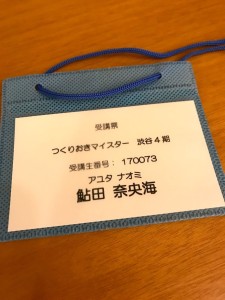 受講票
つくりおきマイスター 渋谷4期
受講生番号： 170073
アユタ ナオミ
鮎田 奈央海